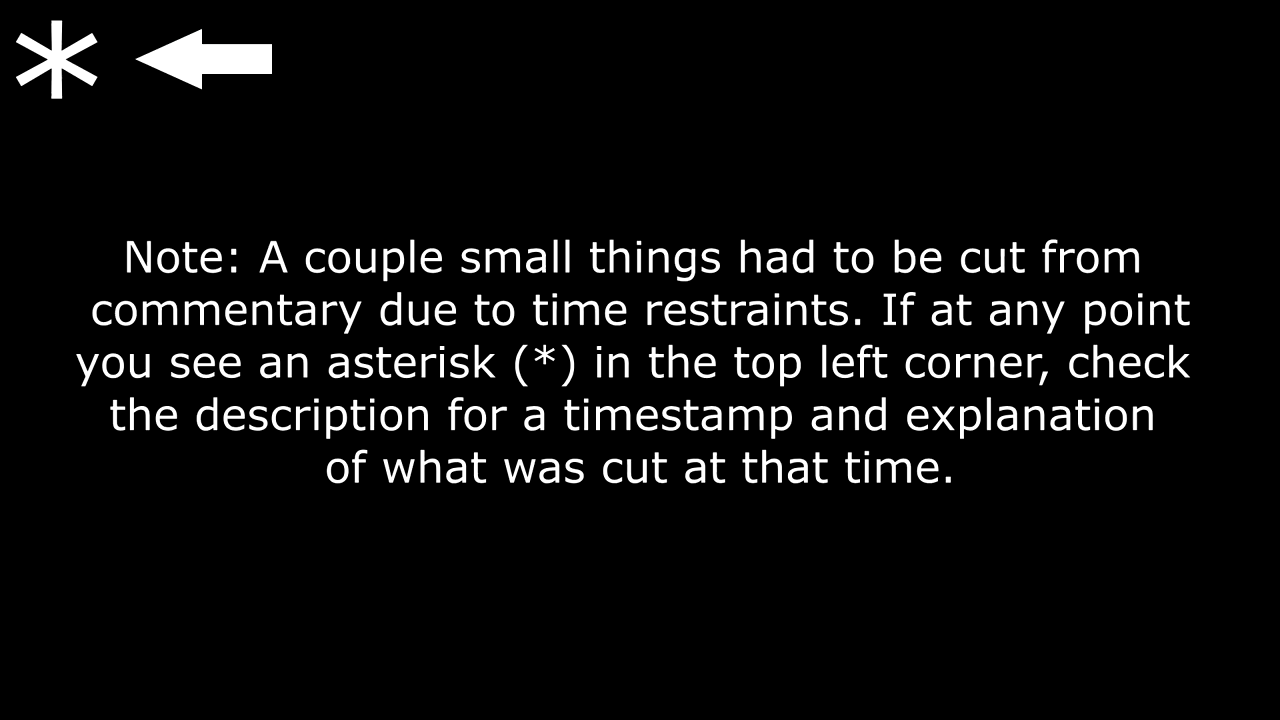 *
Note: A couple small things had to be cut from
commentary due to time restraints. If at any point
you see an asterisk (*) in the top left corner, check
the description for a timestamp and explanation
of what was cut at that time.